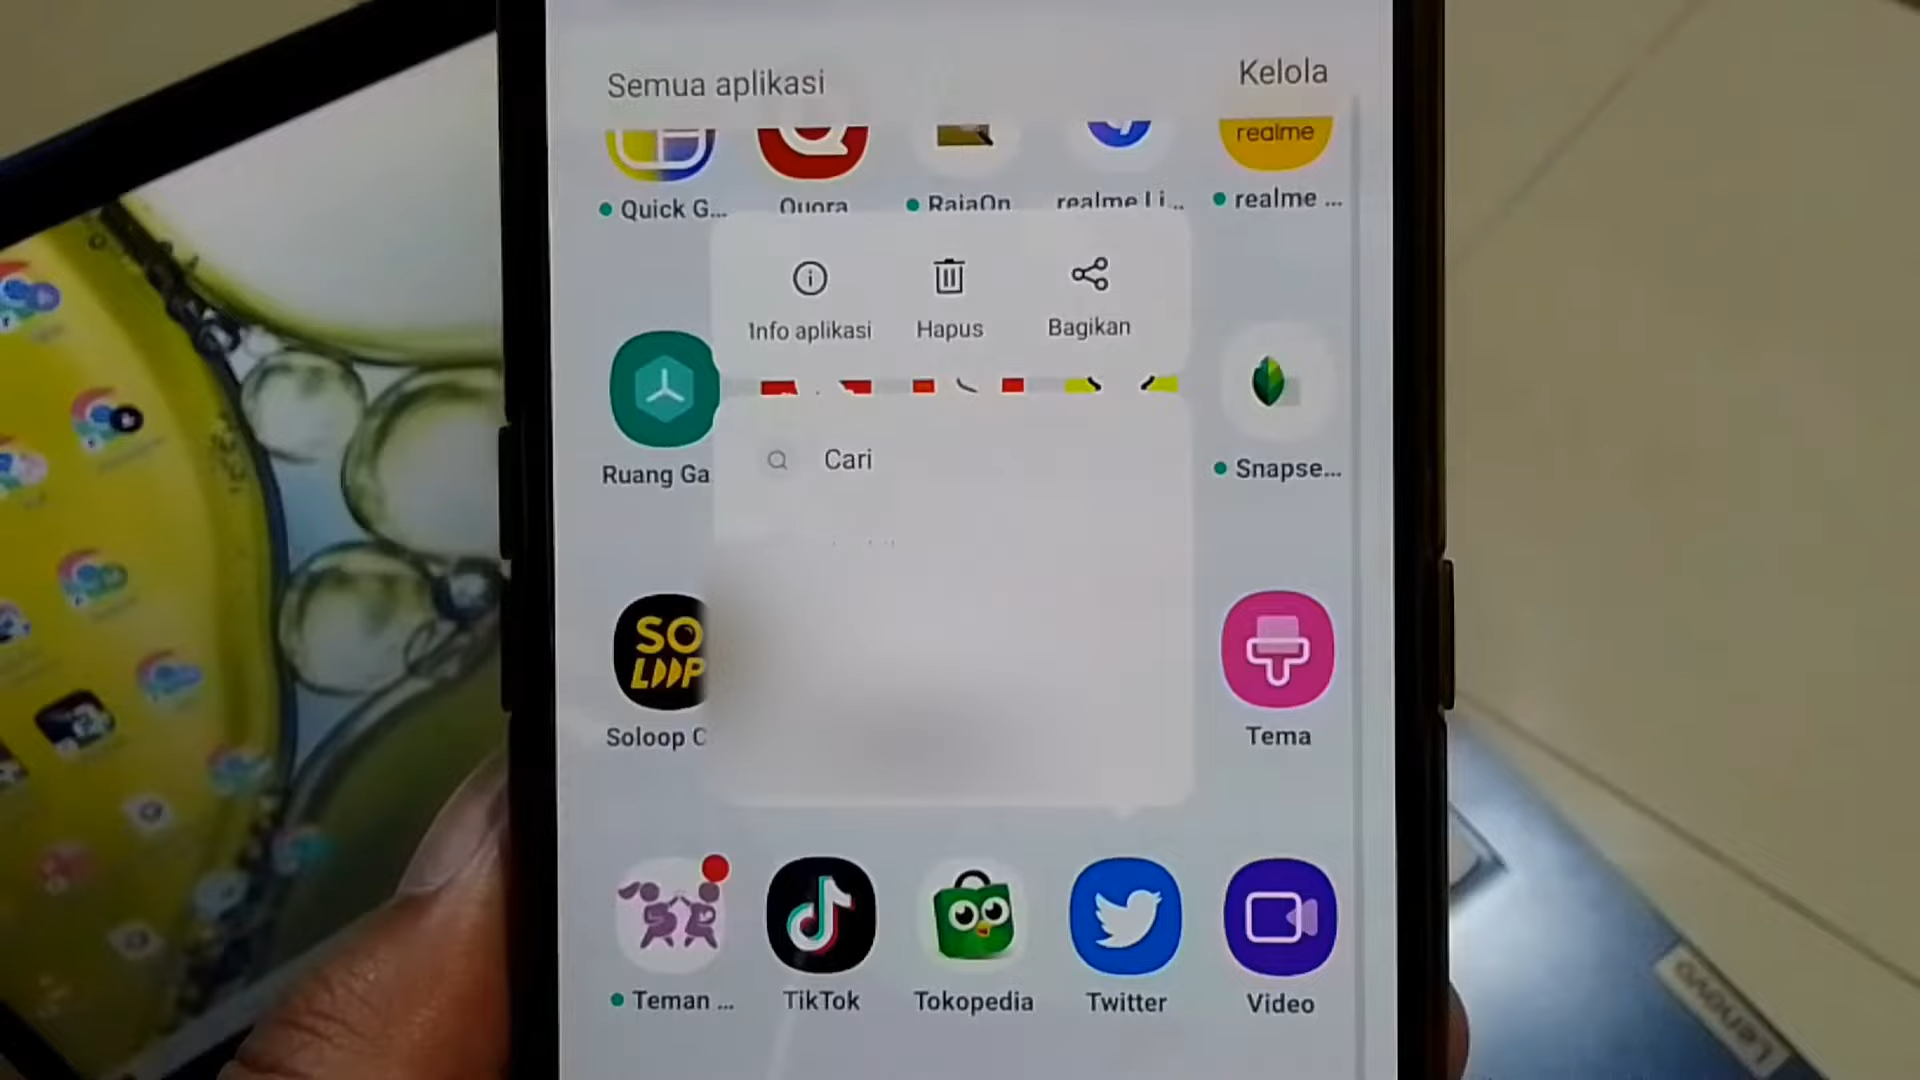 Semua aplikasi
Kelola
realme
Quick G...
Quora
RajaOn
realme Li...
realme ...
Info aplikasi
Hapus
Bagikan
Ruang Ga
Cari
Snapse...
SO
LOOP
Soloop C
Tema
Teman ...
TikTok
Tokopedia
Twitter
Video
Lenovo